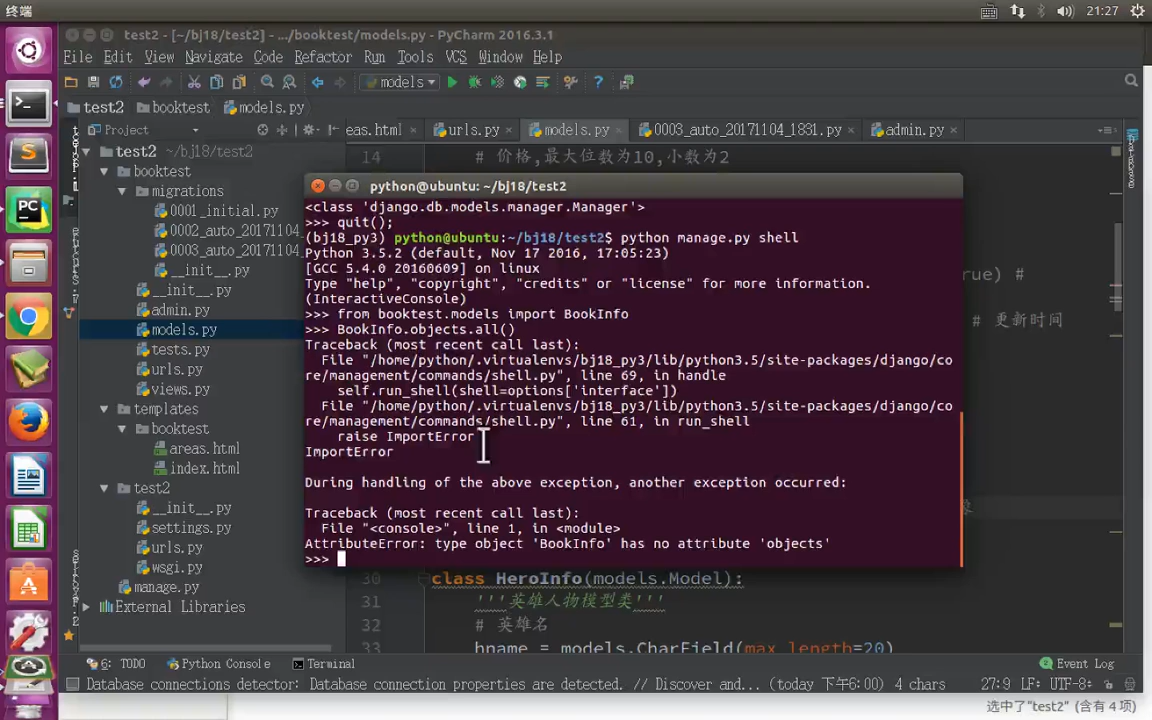 终端
21:27
test2 - [~/bj18/test2] - .../booktest/models.py - PyCharm 2016.3.1
File Edit View Navigate Code Refactor Run Tools VCS Window Help
models
test2 booktest models.py
Project
eas.html urls.py models.py 0003_auto_20171104_1831.py admin.py
test2 ~/bj18/test2
booktest
migrations
0001_initial.py
0002_auto_20171104
0003_auto_20171104
__init__.py
__init__.py
admin.py
models.py
tests.py
urls.py
views.py
templates
booktest
areas.html
index.html
test2
__init__.py
settings.py
urls.py
wsgi.py
manage.py
External Libraries
14 # 价格,最大位数为10,小数为2
rue) #
# 更新时间
python@ubuntu: ~/bj18/test2
<class 'django.db.models.manager.Manager'>
>>> quit();
(bj18_py3) python@ubuntu:~/bj18/test2$ python manage.py shell
Python 3.5.2 (default, Nov 17 2016, 17:05:23)
[GCC 5.4.0 20160609] on linux
Type "help", "copyright", "credits" or "license" for more information.
(InteractiveConsole)
>>> from booktest.models import BookInfo
>>> BookInfo.objects.all()
Traceback (most recent call last):
File "/home/python/.virtualenvs/bj18_py3/lib/python3.5/site-packages/django/co
re/management/commands/shell.py", line 69, in handle
self.run_shell(shell=options['interface'])
File "/home/python/.virtualenvs/bj18_py3/lib/python3.5/site-packages/django/co
re/management/commands/shell.py", line 61, in run_shell
raise ImportError
ImportError
During handling of the above exception, another exception occurred:
Traceback (most recent call last):
File "<console>", line 1, in <module>
AttributeError: type object 'BookInfo' has no attribute 'objects'
>>>
30 class HeroInfo(models.Model):
31 '''英雄人物模型类'''
32 # 英雄名
33 hname = models.CharField(max_length=20)
6: TODO Python Console Terminal Event Log
Database connections detector: Database connection properties are detected. // Discover and... (today 下午6:00) 4 chars 27:9 LF: UTF-8:
选中了"test2" (含有 4 项)